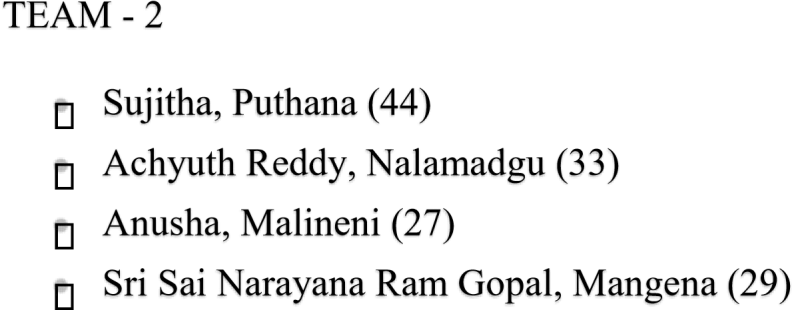 TEAM - 2
Sujitha, Puthana (44)
Achyuth Reddy, Nalamadgu (33)
Anusha, Malineni (27)
Sri Sai Narayana Ram Gopal, Mangena (29)